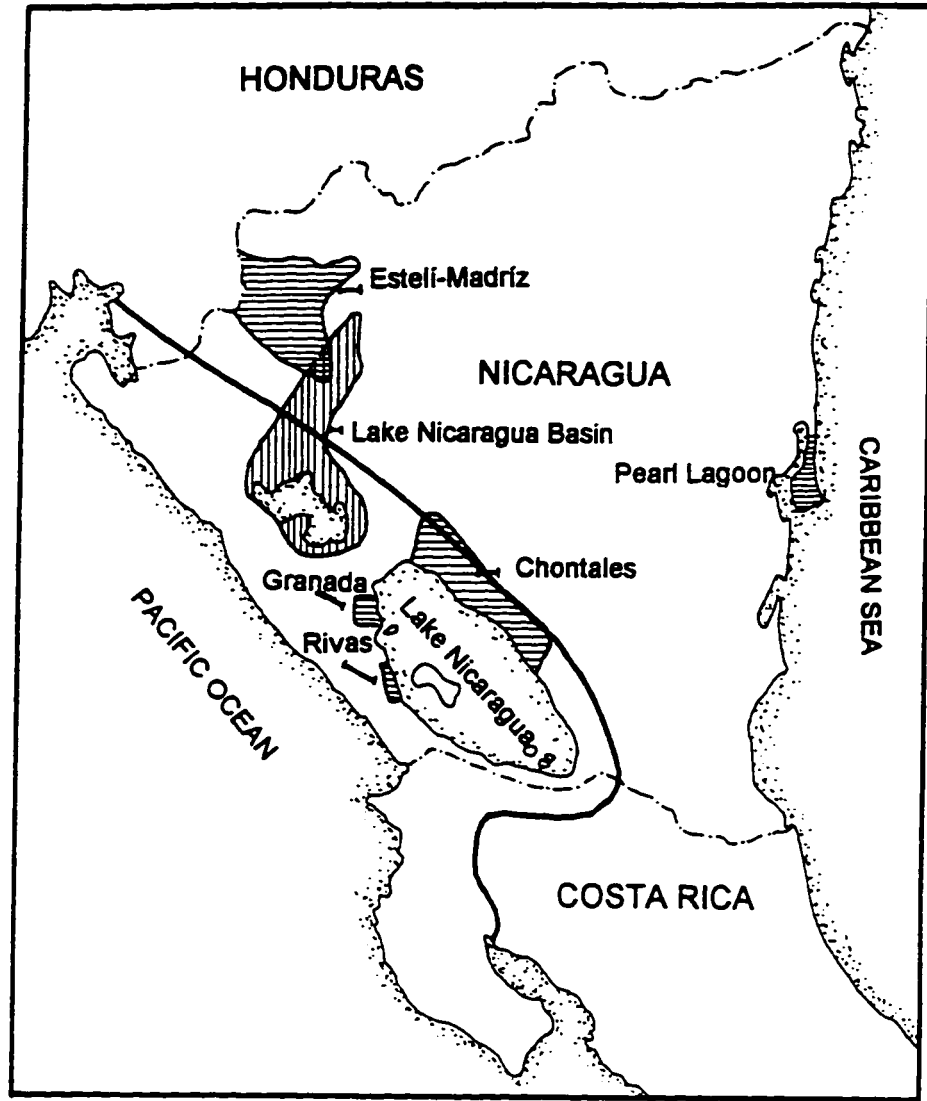 HONDURAS
Estelí-Madríz
NICARAGUA
Lake Nicaragua Basin
Pearl Lagoon
CARIBBEAN SEA
Chontales
Granada
Lake Nicaragua
Rivas
PACIFIC OCEAN
COSTA RICA